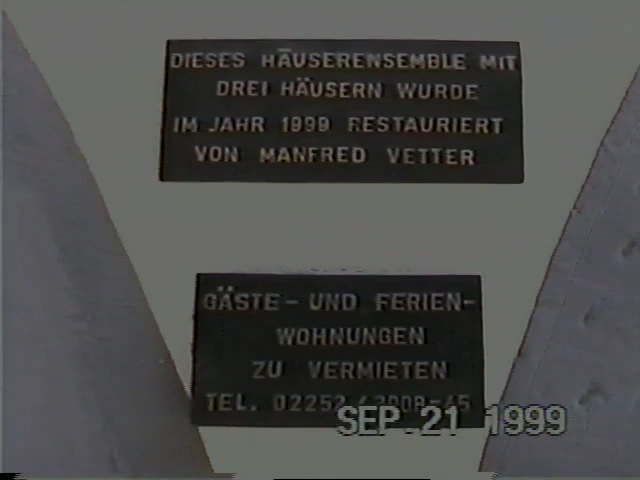 DIESES HÄUSERENSEMBLE MIT
DREI HÄUSERN WURDE
IM JAHR 1999 RESTAURIERT
VON MANFRED VETTER
GÄSTE- UND FERIEN-
WOHNUNGEN
ZU VERMIETEN
TEL. 02252
SEP. 21 1999